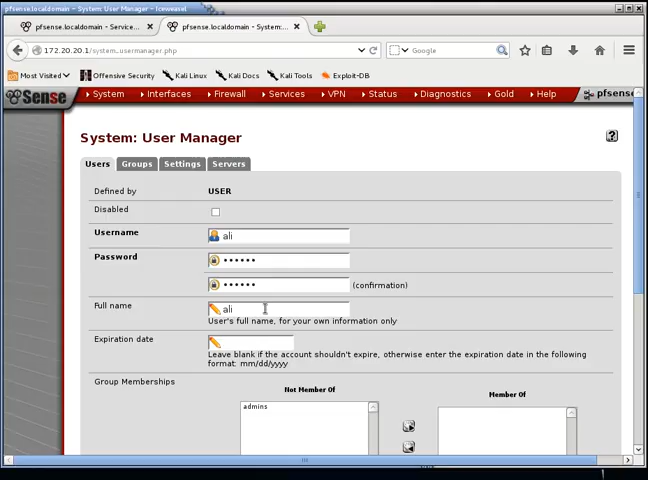 pfsense.localdomain - System: User Manager - Iceweasel
pfsense.localdomain - Service... × pfsense.localdomain - System:... ×
172.20.20.1/system_usermanager.php Google
Most Visited Offensive Security Kali Linux Kali Docs Kali Tools Exploit-DB
Sense System Interfaces Firewall Services VPN Status Diagnostics Gold Help pfsens
System: User Manager
Users Groups Settings Servers
Defined by USER
Disabled
Username ali
Password ••••••
•••••• (confirmation)
Full name ali
User's full name, for your own information only
Expiration date
Leave blank if the account shouldn't expire, otherwise enter the expiration date in the following
format: mm/dd/yyyy
Group Memberships
Not Member Of Member Of
admins